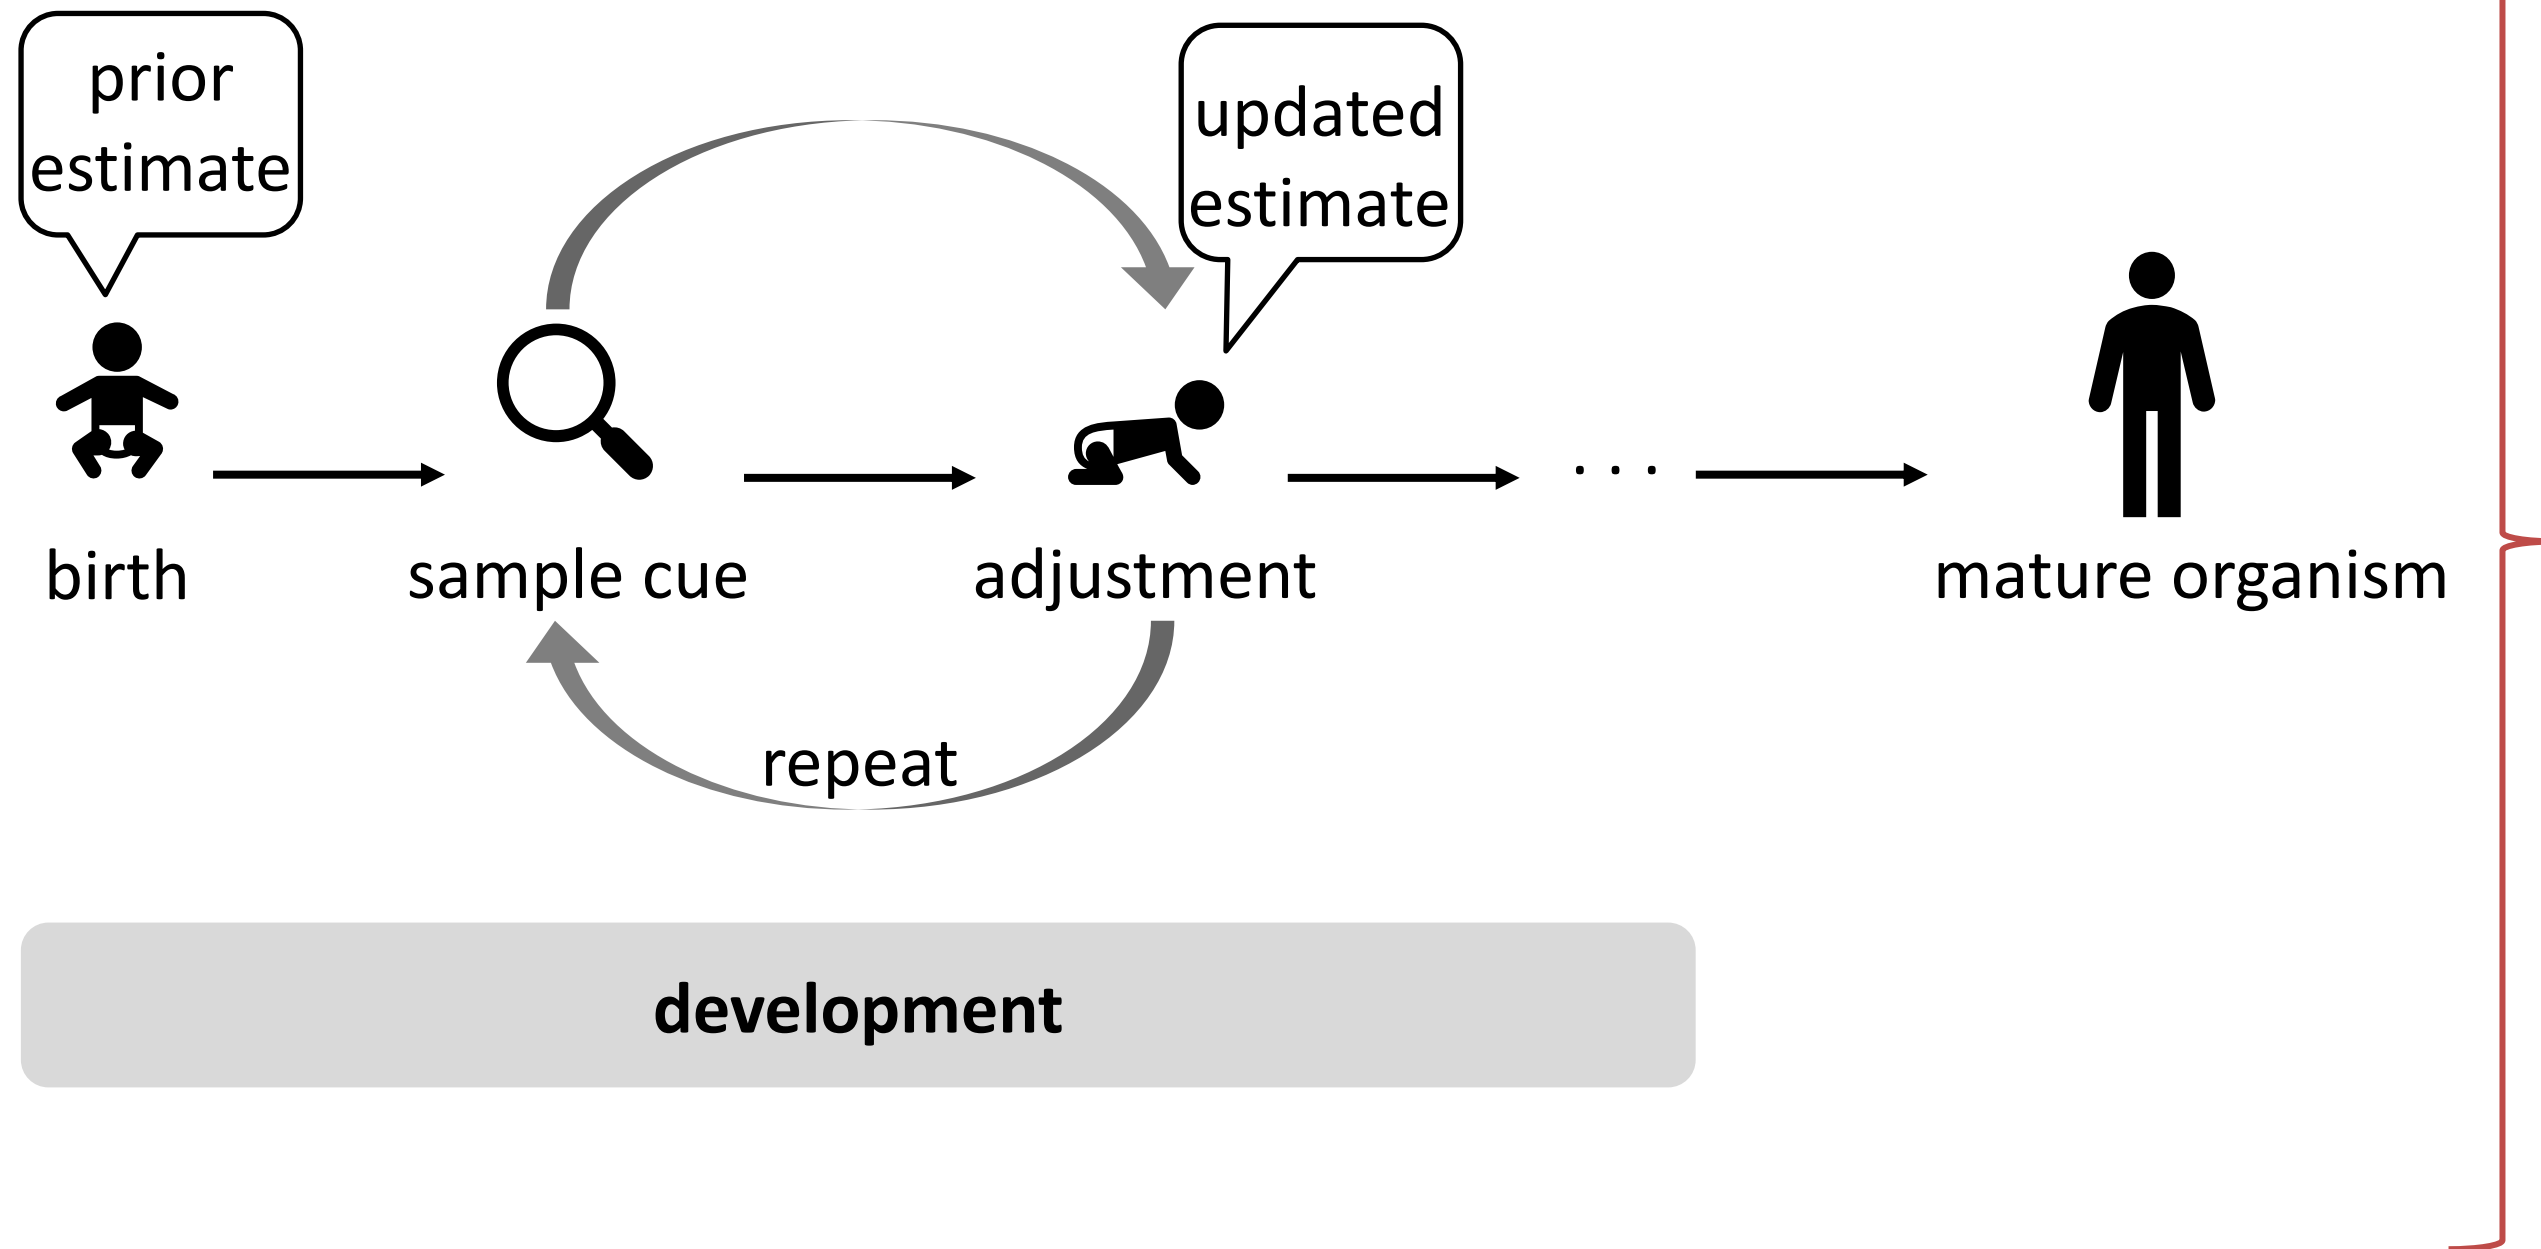 prior
estimate
updated
estimate
. . .
birth
sample cue
adjustment
mature organism
repeat
development